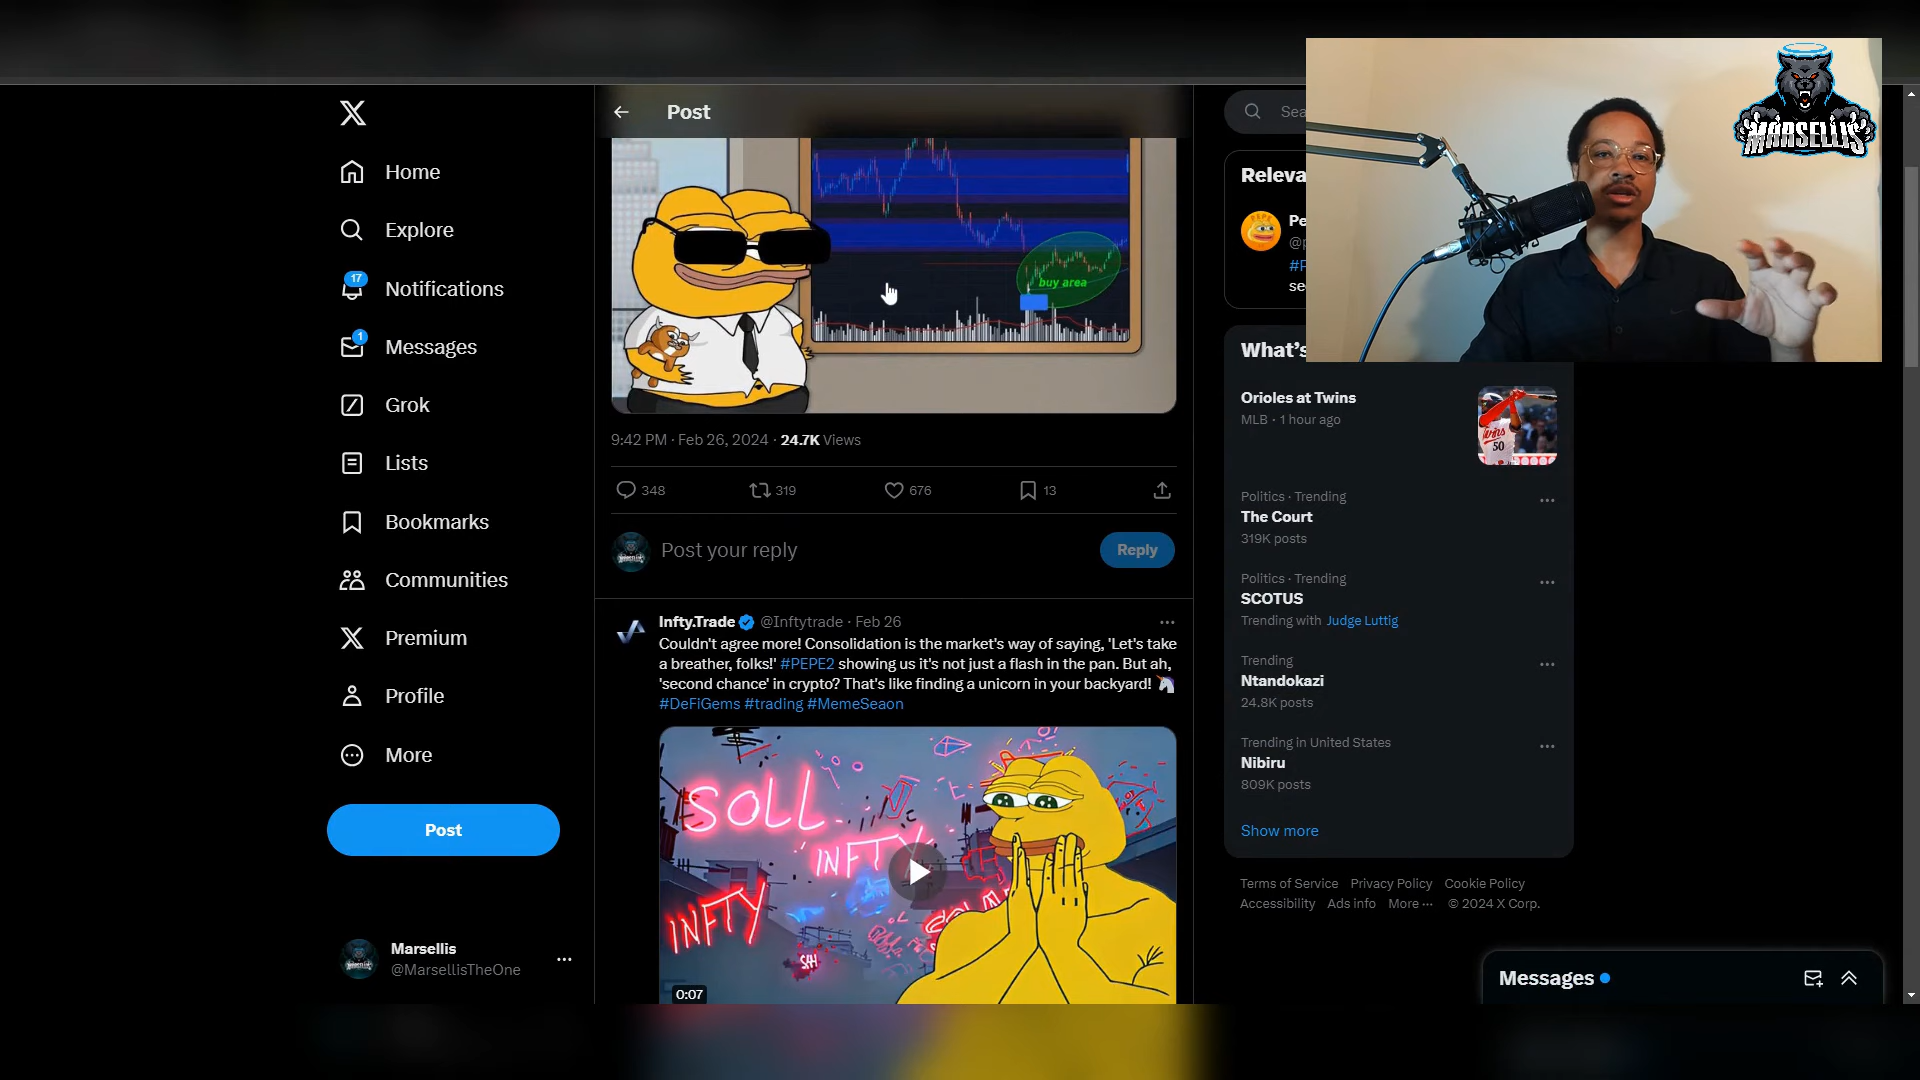 MARSELLIS
Post
Sea
Home
Releva
Explore
Pe
@p
#P
se
17
Notifications
buy area
1
Messages
What's
Orioles at Twins
MLB · 1 hour ago
Twins
50
Grok
9:42 PM · Feb 26, 2024 · 24.7K Views
Lists
348
319
676
13
Politics · Trending
The Court
319K posts
Bookmarks
Post your reply
Reply
Communities
Politics · Trending
SCOTUS
Trending with Judge Luttig
Infty.Trade @Inftytrade · Feb 26
Couldn't agree more! Consolidation is the market's way of saying, 'Let's take
a breather, folks!' #PEPE2 showing us it's not just a flash in the pan. But ah,
'second chance' in crypto? That's like finding a unicorn in your backyard! 🦄
#DeFiGems #trading #MemeSeaon
Premium
Trending
Ntandokazi
24.8K posts
Profile
Trending in United States
Nibiru
809K posts
More
SOLL
INFTY
INFTY
0:07
Post
Show more
Terms of Service Privacy Policy Cookie Policy
Accessibility Ads info More ··· © 2024 X Corp.
Marsellis
@MarsellisTheOne
Messages